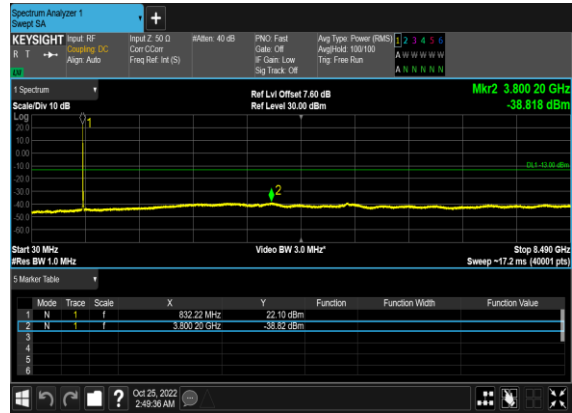 Spectrum Analyzer 1
Swept SA
+
KEYSIGHT Input: RF Input Z: 50 Ω #Atten: 40 dB PNO: Fast Avg Type: Power (RMS) 1 2 3 4 5 6
R T Coupling: DC Corr CCorr Gate: Off Avg|Hold: 100/100 A W W W W W
Align: Auto Freq Ref: Int (S) IF Gain: Low Trig: Free Run
LW Sig Track: Off A N N N N N
1 Spectrum Ref Lvl Offset 7.60 dB Mkr2 3.800 20 GHz
Scale/Div 10 dB Ref Level 30.00 dBm -38.818 dBm
Log
20.0
10.0
0.00
-10.0
-20.0
-30.0
-40.0
-50.0
-60.0
1
2
DL1 -13.00 dBm
Start 30 MHz Video BW 3.0 MHz* Stop 8.490 GHz
#Res BW 1.0 MHz Sweep ~17.2 ms (40001 pts)
5 Marker Table
Mode Trace Scale X Y Function Function Width Function Value
1 N 1 f 832.22 MHz 22.10 dBm
2 N 1 f 3.800 20 GHz -38.82 dBm
3
4
5
6
? Oct 25, 2022
2:49:36 AM